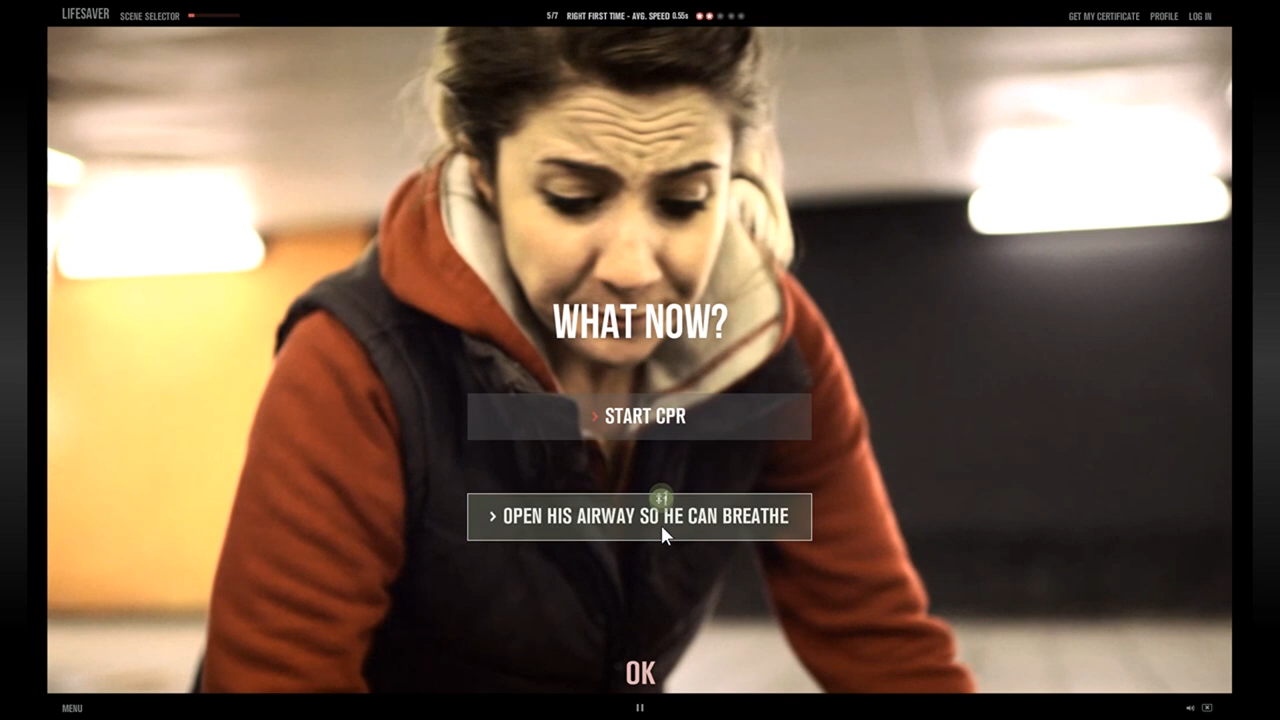 LIFESAVER SCENE SELECTOR 5/7 RIGHT FIRST TIME - AVG. SPEED 0.55s GET MY CERTIFICATE PROFILE LOG IN
WHAT NOW?
> START CPR
> OPEN HIS AIRWAY SO HE CAN BREATHE
OK
MENU